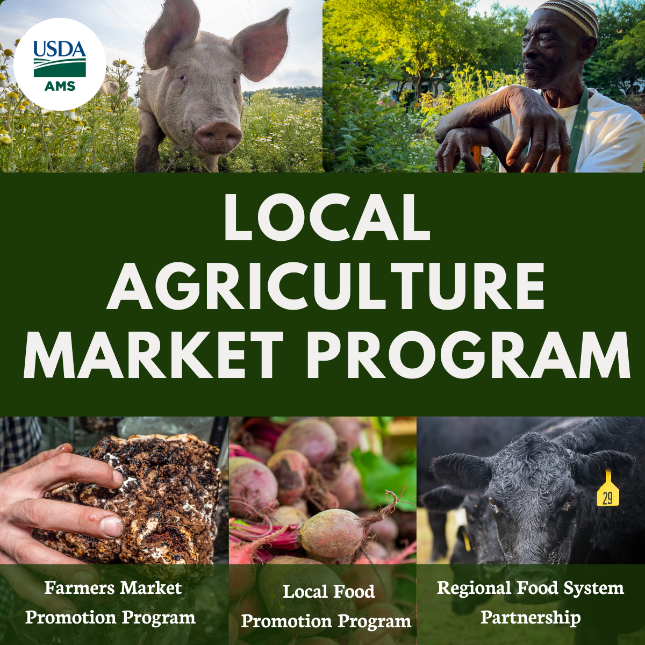 USDA
AMS
LOCAL
AGRICULTURE
MARKET PROGRAM
29
Farmers Market
Promotion Program
Local Food
Promotion Program
Regional Food System
Partnership